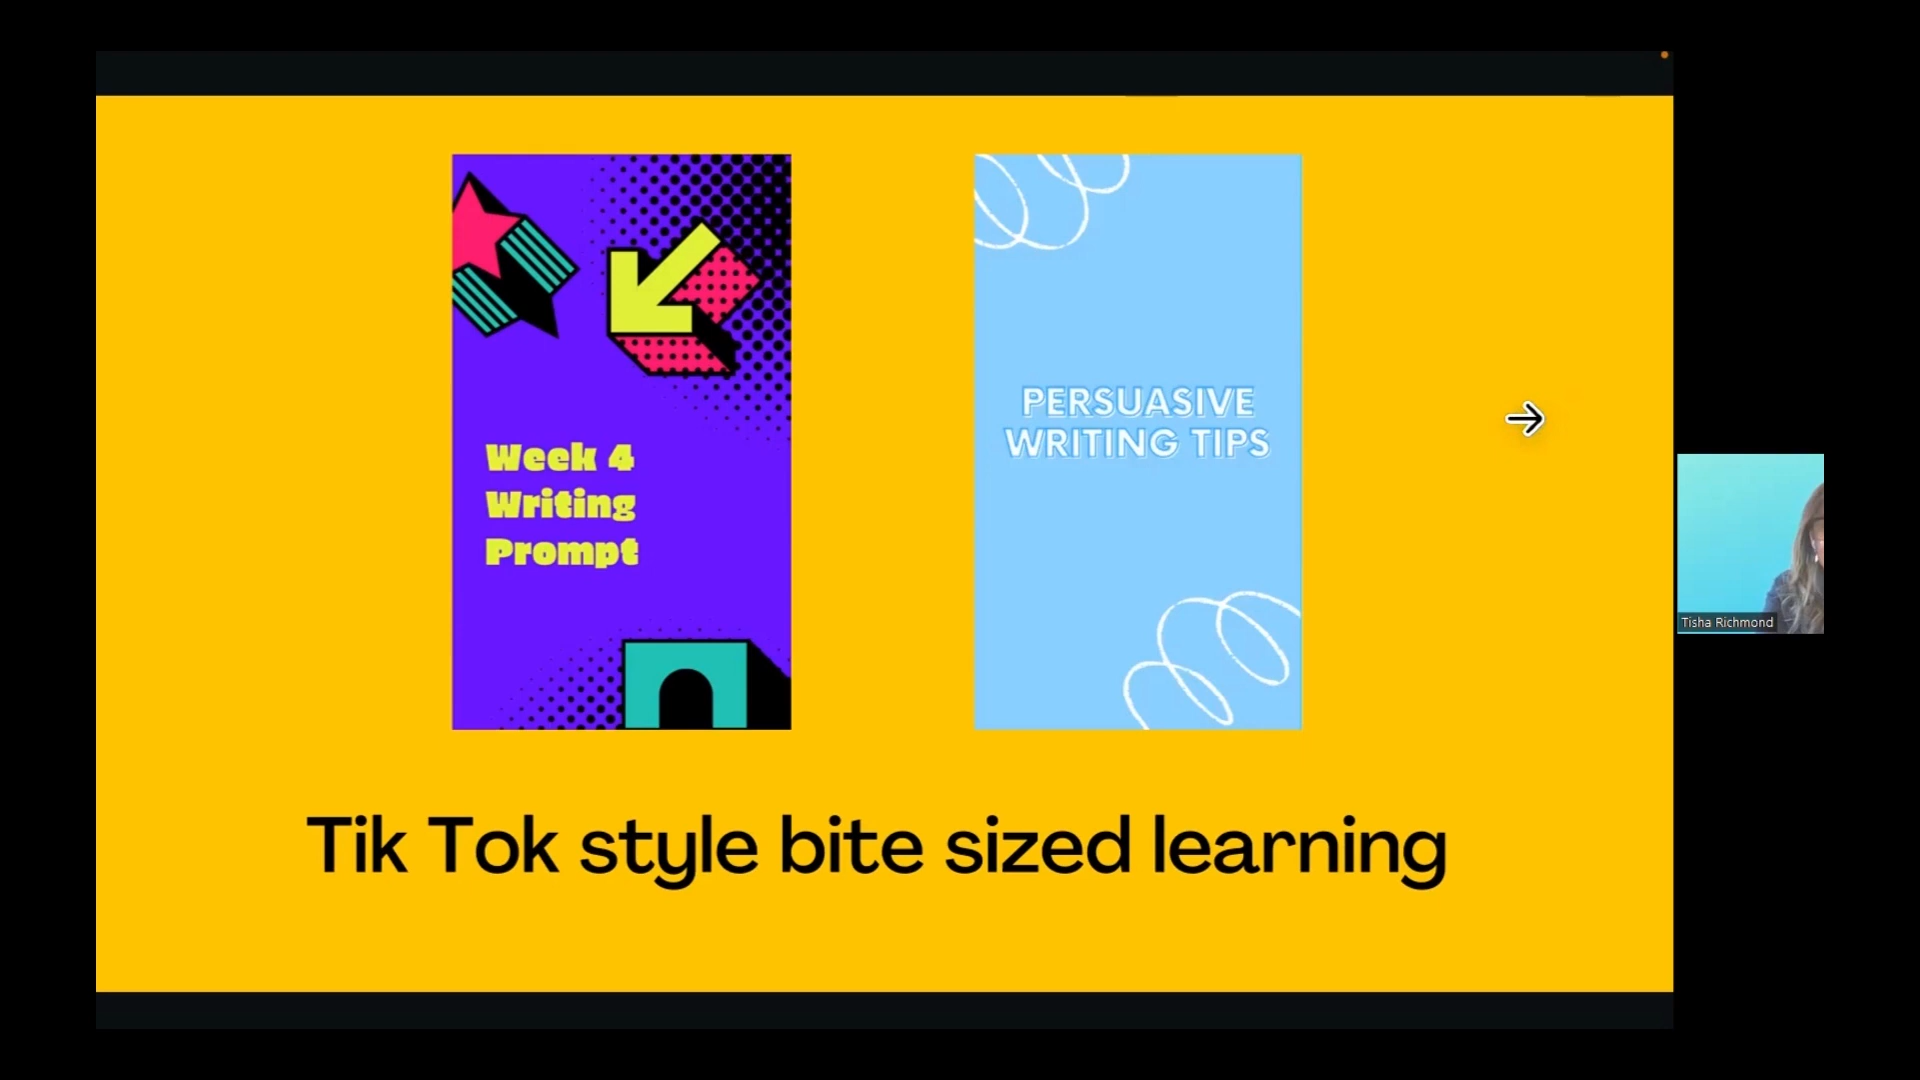 Week 4
Writing
Prompt
PERSUASIVE
WRITING TIPS
Tik Tok style bite sized learning
Tisha Richmond